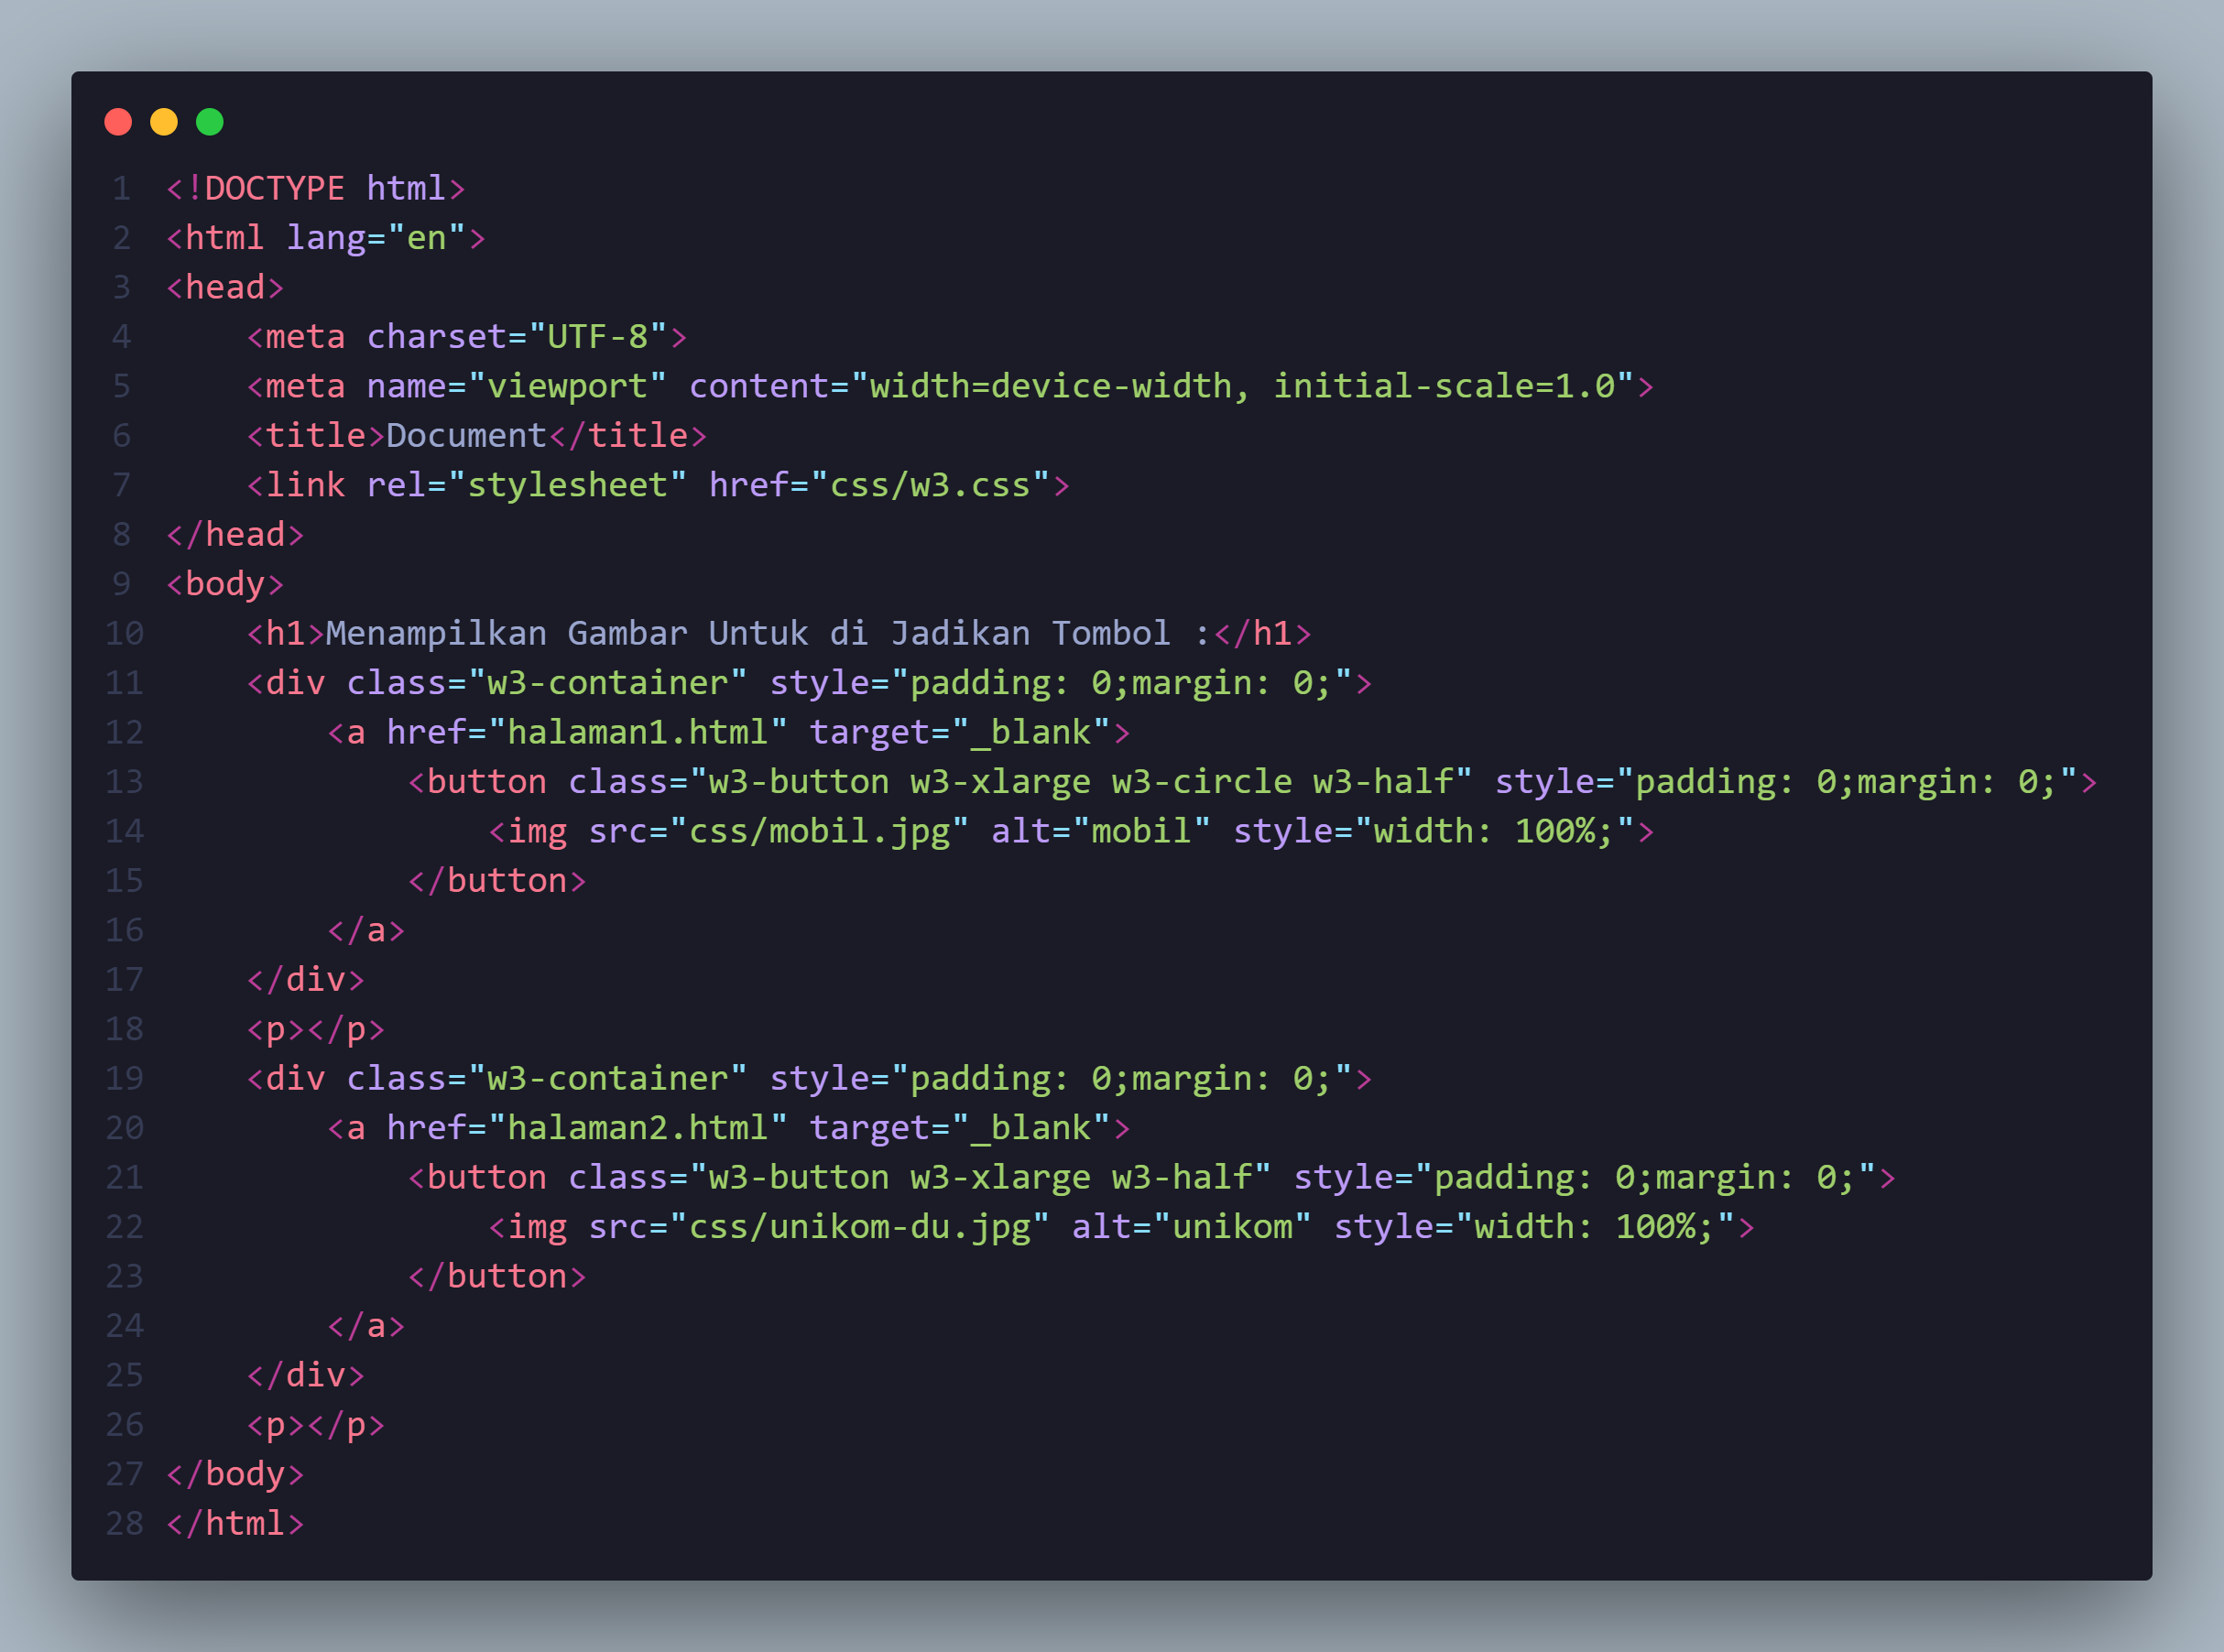 1 <!DOCTYPE html>
2 <html lang="en">
3 <head>
4     <meta charset="UTF-8">
5     <meta name="viewport" content="width=device-width, initial-scale=1.0">
6     <title>Document</title>
7     <link rel="stylesheet" href="css/w3.css">
8 </head>
9 <body>
10     <h1>Menampilkan Gambar Untuk di Jadikan Tombol :</h1>
11     <div class="w3-container" style="padding: 0;margin: 0;">
12         <a href="halaman1.html" target="_blank">
13             <button class="w3-button w3-xlarge w3-circle w3-half" style="padding: 0;margin: 0;">
14                 <img src="css/mobil.jpg" alt="mobil" style="width: 100%;">
15             </button>
16         </a>
17     </div>
18     <p></p>
19     <div class="w3-container" style="padding: 0;margin: 0;">
20         <a href="halaman2.html" target="_blank">
21             <button class="w3-button w3-xlarge w3-half" style="padding: 0;margin: 0;">
22                 <img src="css/unikom-du.jpg" alt="unikom" style="width: 100%;">
23             </button>
24         </a>
25     </div>
26     <p></p>
27 </body>
28 </html>